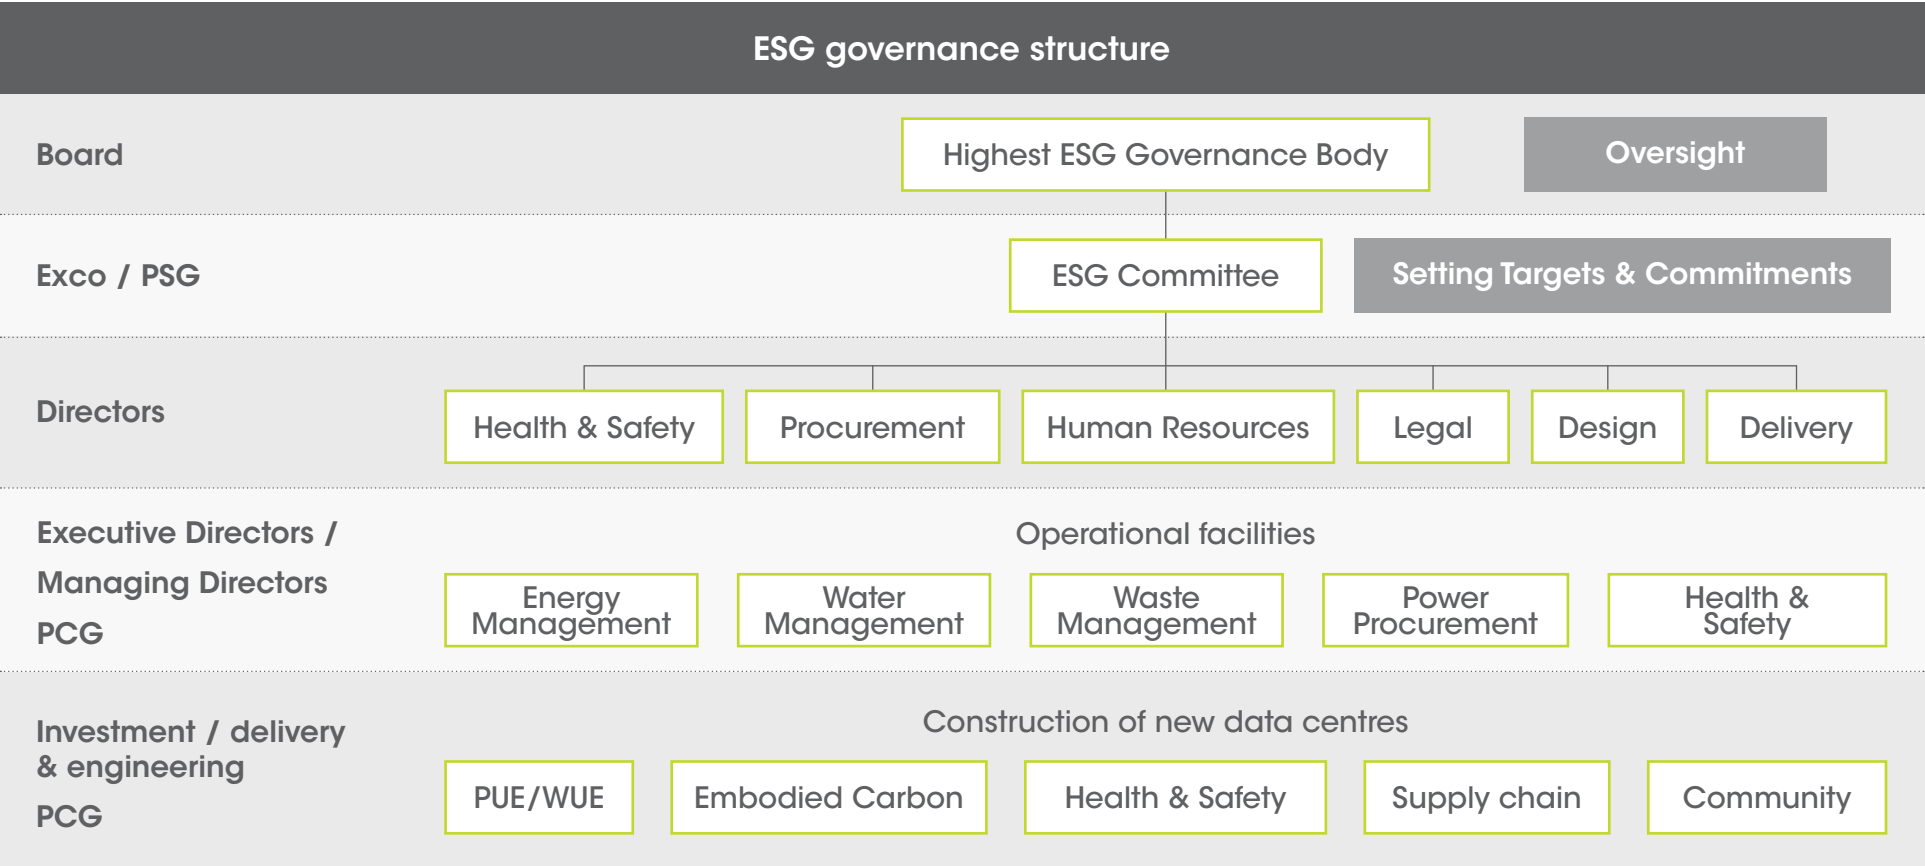 ESG governance structure
Board
Highest ESG Governance Body
Oversight
Exco / PSG
ESG Committee
Setting Targets & Commitments
Directors
Health & Safety
Procurement
Human Resources
Legal
Design
Delivery
Executive Directors /
Managing Directors
PCG
Operational facilities
Energy
Management
Water
Management
Waste
Management
Power
Procurement
Health &
Safety
Investment / delivery
& engineering
PCG
Construction of new data centres
PUE/WUE
Embodied Carbon
Health & Safety
Supply chain
Community